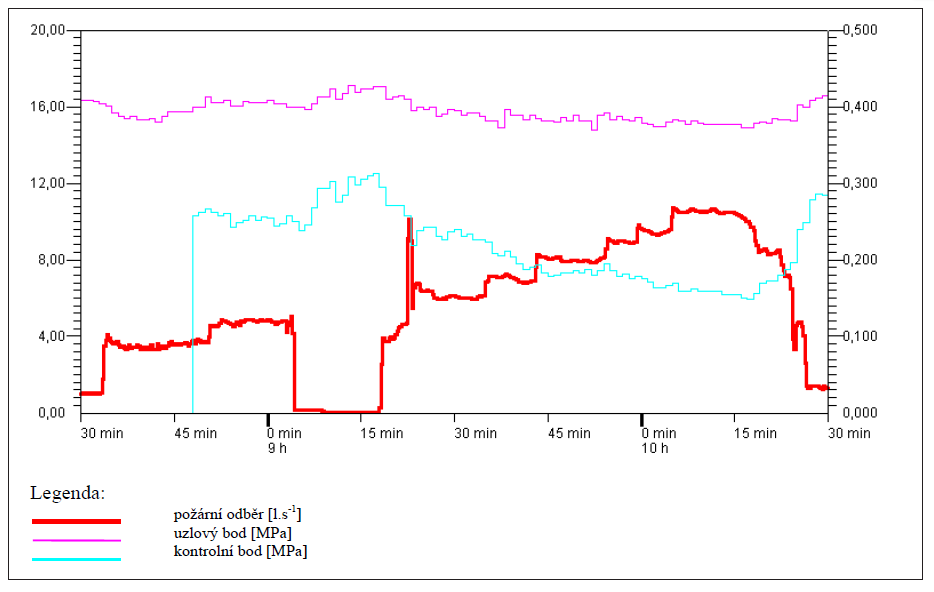 20,00 0,500
16,00 0,400
12,00 0,300
8,00 0,200
4,00 0,100
0,00 0,000
30 min 45 min 0 min 15 min 30 min 45 min 0 min 15 min 30 min
9 h 10 h
Legenda:
požární odběr [l.s⁻¹]
uzlový bod [MPa]
kontrolní bod [MPa]